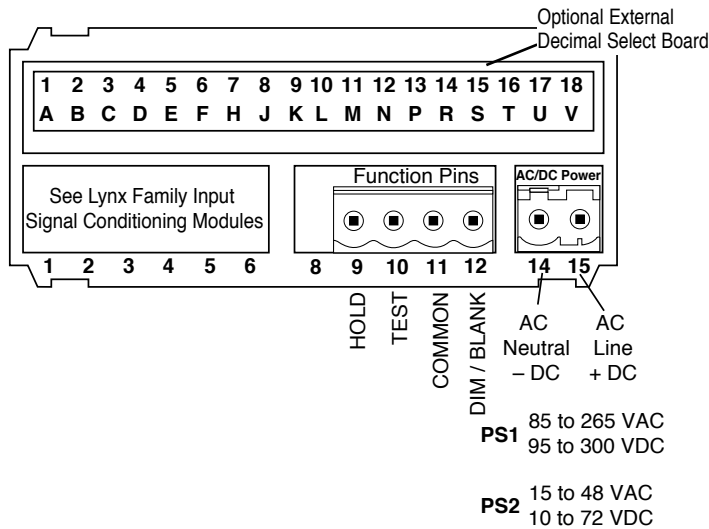 Optional External
Decimal Select Board
1 2 3 4 5 6 7 8 9 10 11 12 13 14 15 16 17 18
A B C D E F H J K L M N P R S T U V
See Lynx Family Input
Signal Conditioning Modules
Function Pins
AC/DC Power
1 2 3 4 5 6 8 9 10 11 12 14 15
HOLD
TEST
COMMON
DIM / BLANK
AC
Neutral
– DC
AC
Line
+ DC
PS1 85 to 265 VAC
95 to 300 VDC
PS2 15 to 48 VAC
10 to 72 VDC